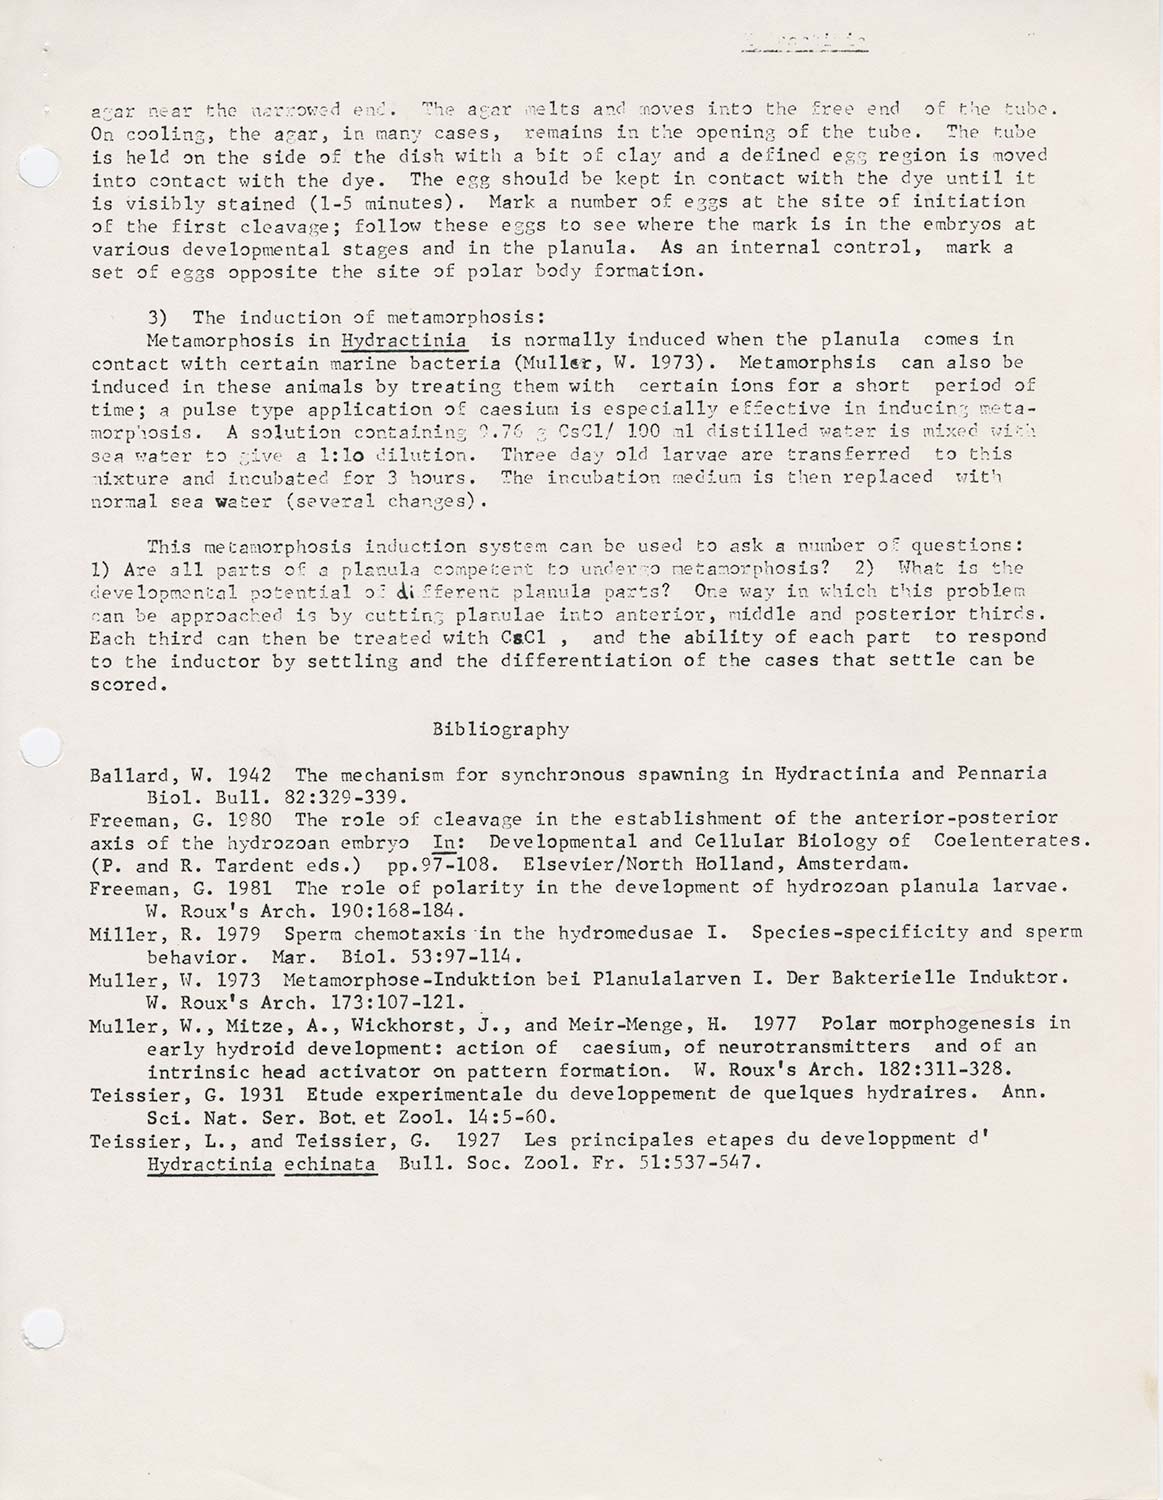 agar near the narrowed end. The agar melts and moves into the free end of the tube.
On cooling, the agar, in many cases, remains in the opening of the tube. The tube
is held on the side of the dish with a bit of clay and a defined egg region is moved
into contact with the dye. The egg should be kept in contact with the dye until it
is visibly stained (1-5 minutes). Mark a number of eggs at the site of initiation
of the first cleavage; follow these eggs to see where the mark is in the embryos at
various developmental stages and in the planula. As an internal control, mark a
set of eggs opposite the site of polar body formation.
3) The induction of metamorphosis:
Metamorphosis in Hydractinia is normally induced when the planula comes in
contact with certain marine bacteria (Muller, W. 1973). Metamorphsis can also be
induced in these animals by treating them with certain ions for a short period of
time; a pulse type application of caesium is especially effective in inducing meta-
morphosis. A solution containing 9.76 g CsCl/ 100 ml distilled water is mixed with
sea water to give a 1:1o dilution. Three day old larvae are transferred to this
mixture and incubated for 3 hours. The incubation medium is then replaced with
normal sea water (several changes).
This metamorphosis induction system can be used to ask a number of questions:
1) Are all parts of a planula competent to undergo metamorphosis? 2) What is the
developmental potential of different planula parts? One way in which this problem
can be approached is by cutting planulae into anterior, middle and posterior thirds.
Each third can then be treated with CsCl , and the ability of each part to respond
to the inductor by settling and the differentiation of the cases that settle can be
scored.
Bibliography
Ballard, W. 1942 The mechanism for synchronous spawning in Hydractinia and Pennaria
Biol. Bull. 82:329-339.
Freeman, G. 1980 The role of cleavage in the establishment of the anterior-posterior
axis of the hydrozoan embryo In: Developmental and Cellular Biology of Coelenterates.
(P. and R. Tardent eds.) pp.97-108. Elsevier/North Holland, Amsterdam.
Freeman, G. 1981 The role of polarity in the development of hydrozoan planula larvae.
W. Roux's Arch. 190:168-184.
Miller, R. 1979 Sperm chemotaxis in the hydromedusae I. Species-specificity and sperm
behavior. Mar. Biol. 53:97-114.
Muller, W. 1973 Metamorphose-Induktion bei Planulalarven I. Der Bakterielle Induktor.
W. Roux's Arch. 173:107-121.
Muller, W., Mitze, A., Wickhorst, J., and Meir-Menge, H. 1977 Polar morphogenesis in
early hydroid development: action of caesium, of neurotransmitters and of an
intrinsic head activator on pattern formation. W. Roux's Arch. 182:311-328.
Teissier, G. 1931 Etude experimentale du developpement de quelques hydraires. Ann.
Sci. Nat. Ser. Bot. et Zool. 14:5-60.
Teissier, L., and Teissier, G. 1927 Les principales etapes du developpment d'
Hydractinia echinata Bull. Soc. Zool. Fr. 51:537-547.